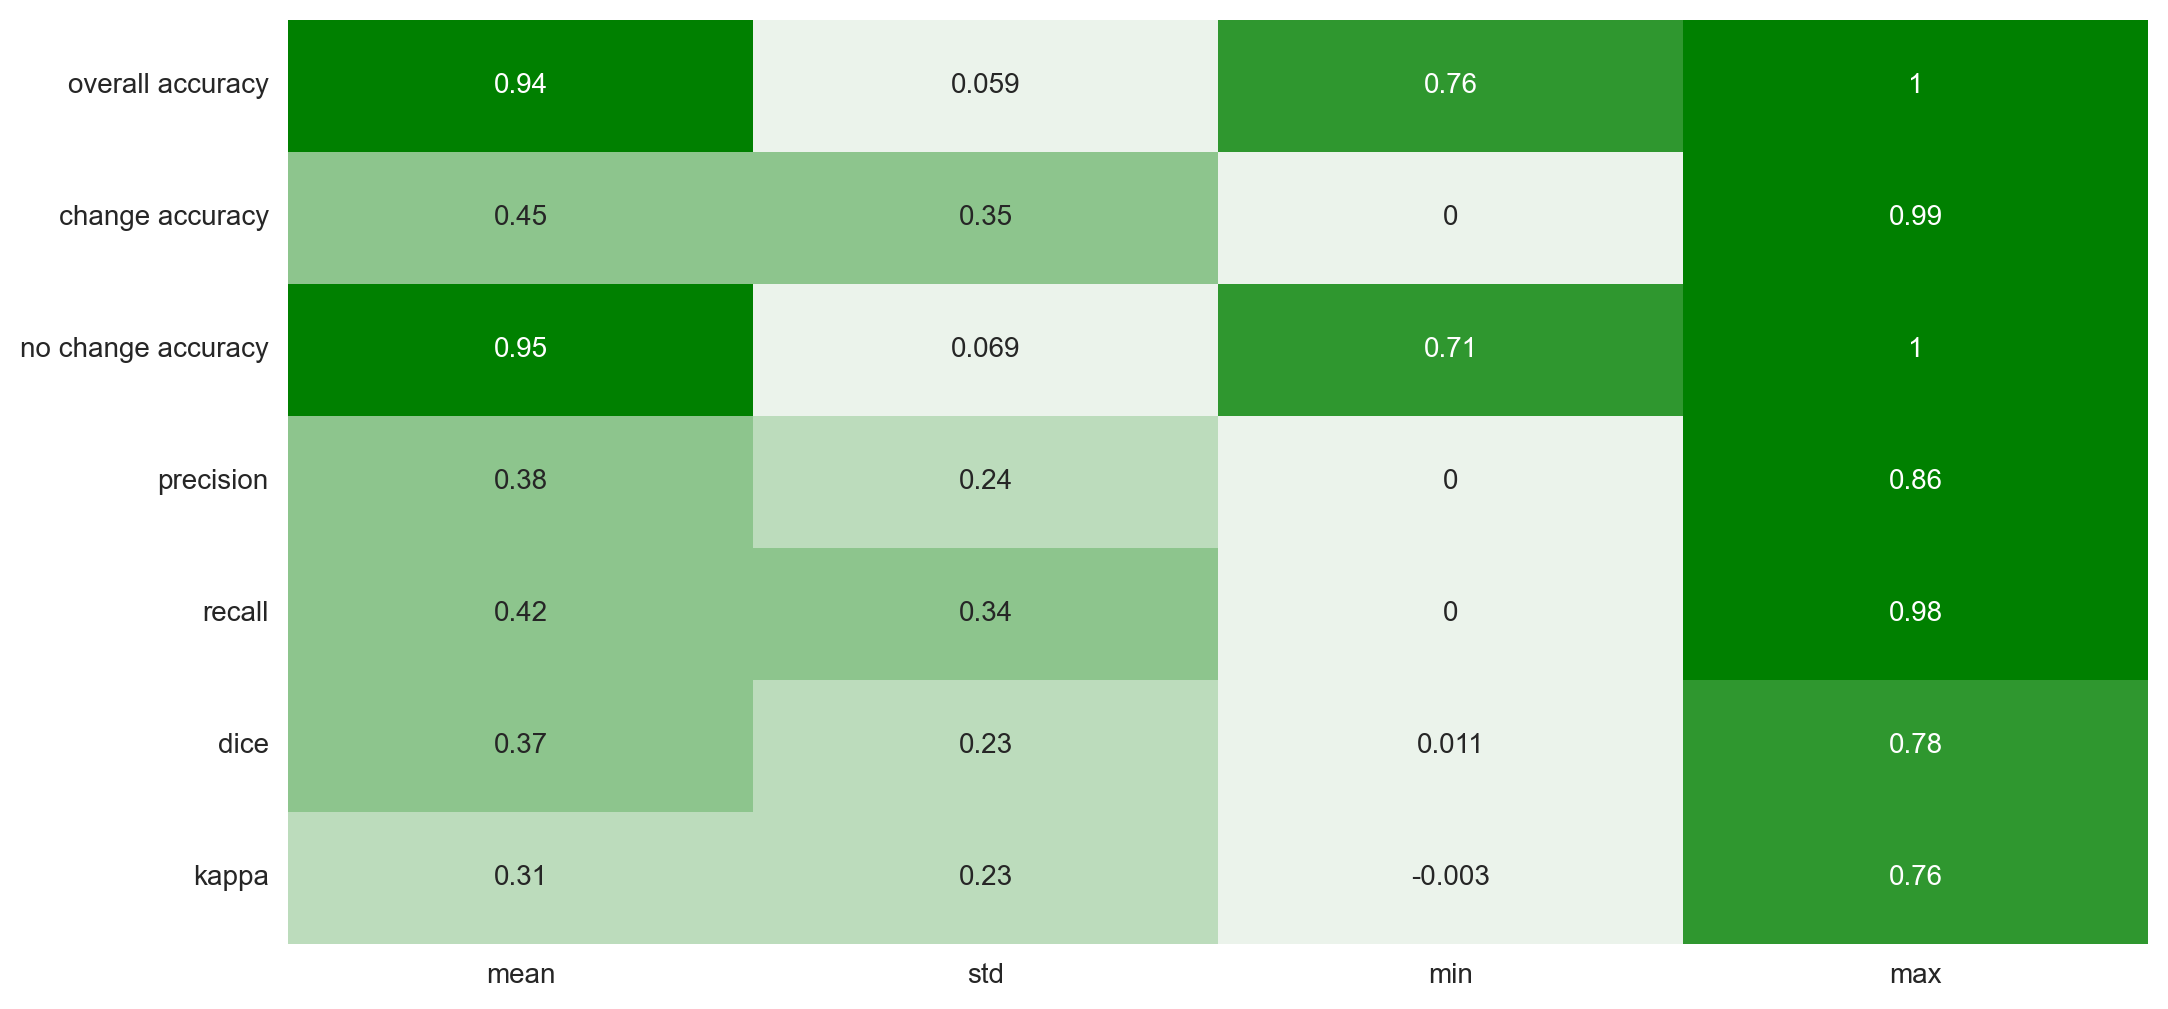 overall accuracy 0.94 0.059 0.76 1
change accuracy 0.45 0.35 0 0.99
no change accuracy 0.95 0.069 0.71 1
precision 0.38 0.24 0 0.86
recall 0.42 0.34 0 0.98
dice 0.37 0.23 0.011 0.78
kappa 0.31 0.23 -0.003 0.76
mean std min max